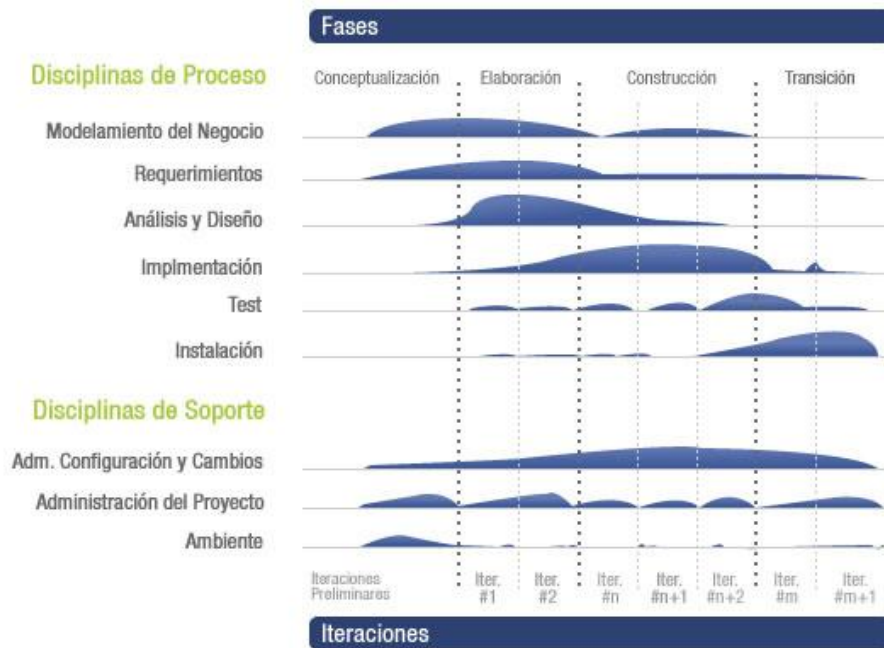 Fases
Disciplinas de Proceso
Conceptualización
Elaboración
Construcción
Transición
Modelamiento del Negocio
Requerimientos
Análisis y Diseño
Implmentación
Test
Instalación
Disciplinas de Soporte
Adm. Configuración y Cambios
Administración del Proyecto
Ambiente
Iteraciones
Preliminares
Iter.
#1
Iter.
#2
Iter.
#n
Iter.
#n+1
Iter.
#n+2
Iter.
#m
Iter.
#m+1
Iteraciones